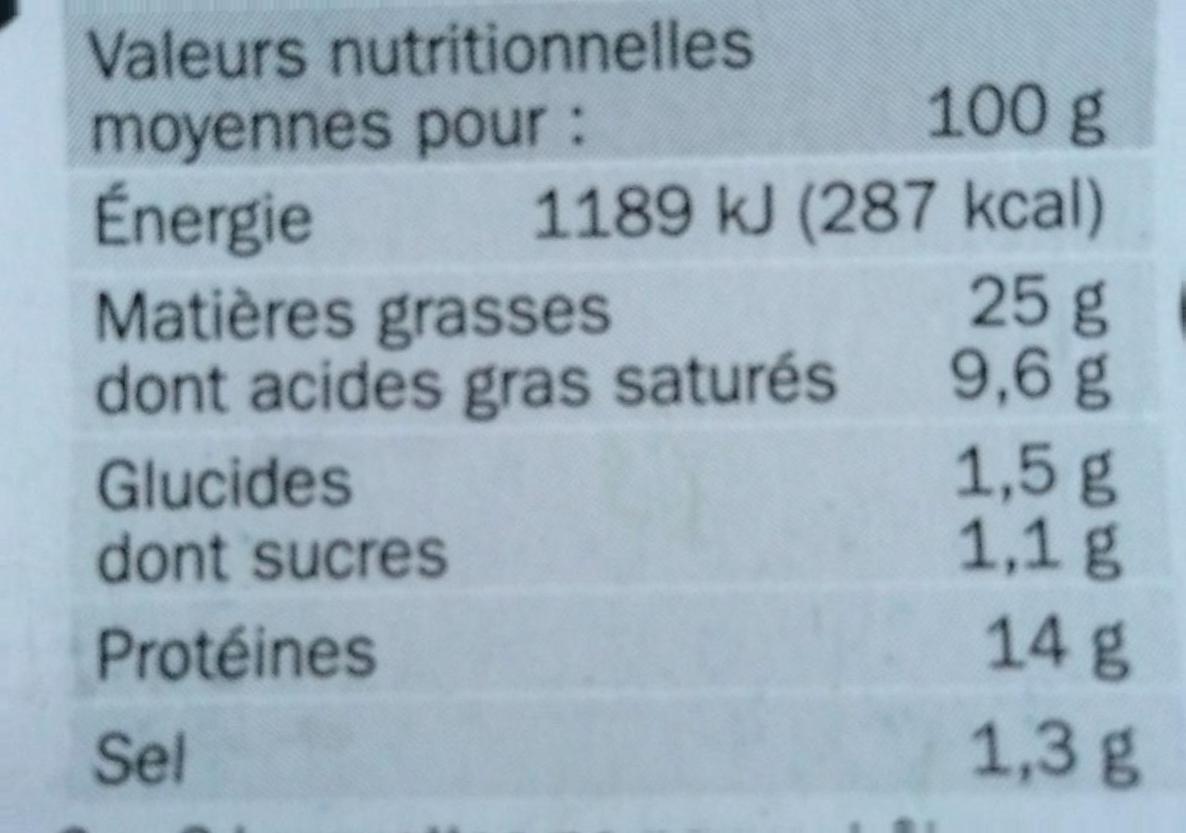 Valeurs nutritionnelles
moyennes pour : 100 g
Énergie 1189 kJ (287 kcal)
Matières grasses 25 g
dont acides gras saturés 9,6 g
Glucides 1,5 g
dont sucres 1,1 g
Protéines 14 g
Sel 1,3 g